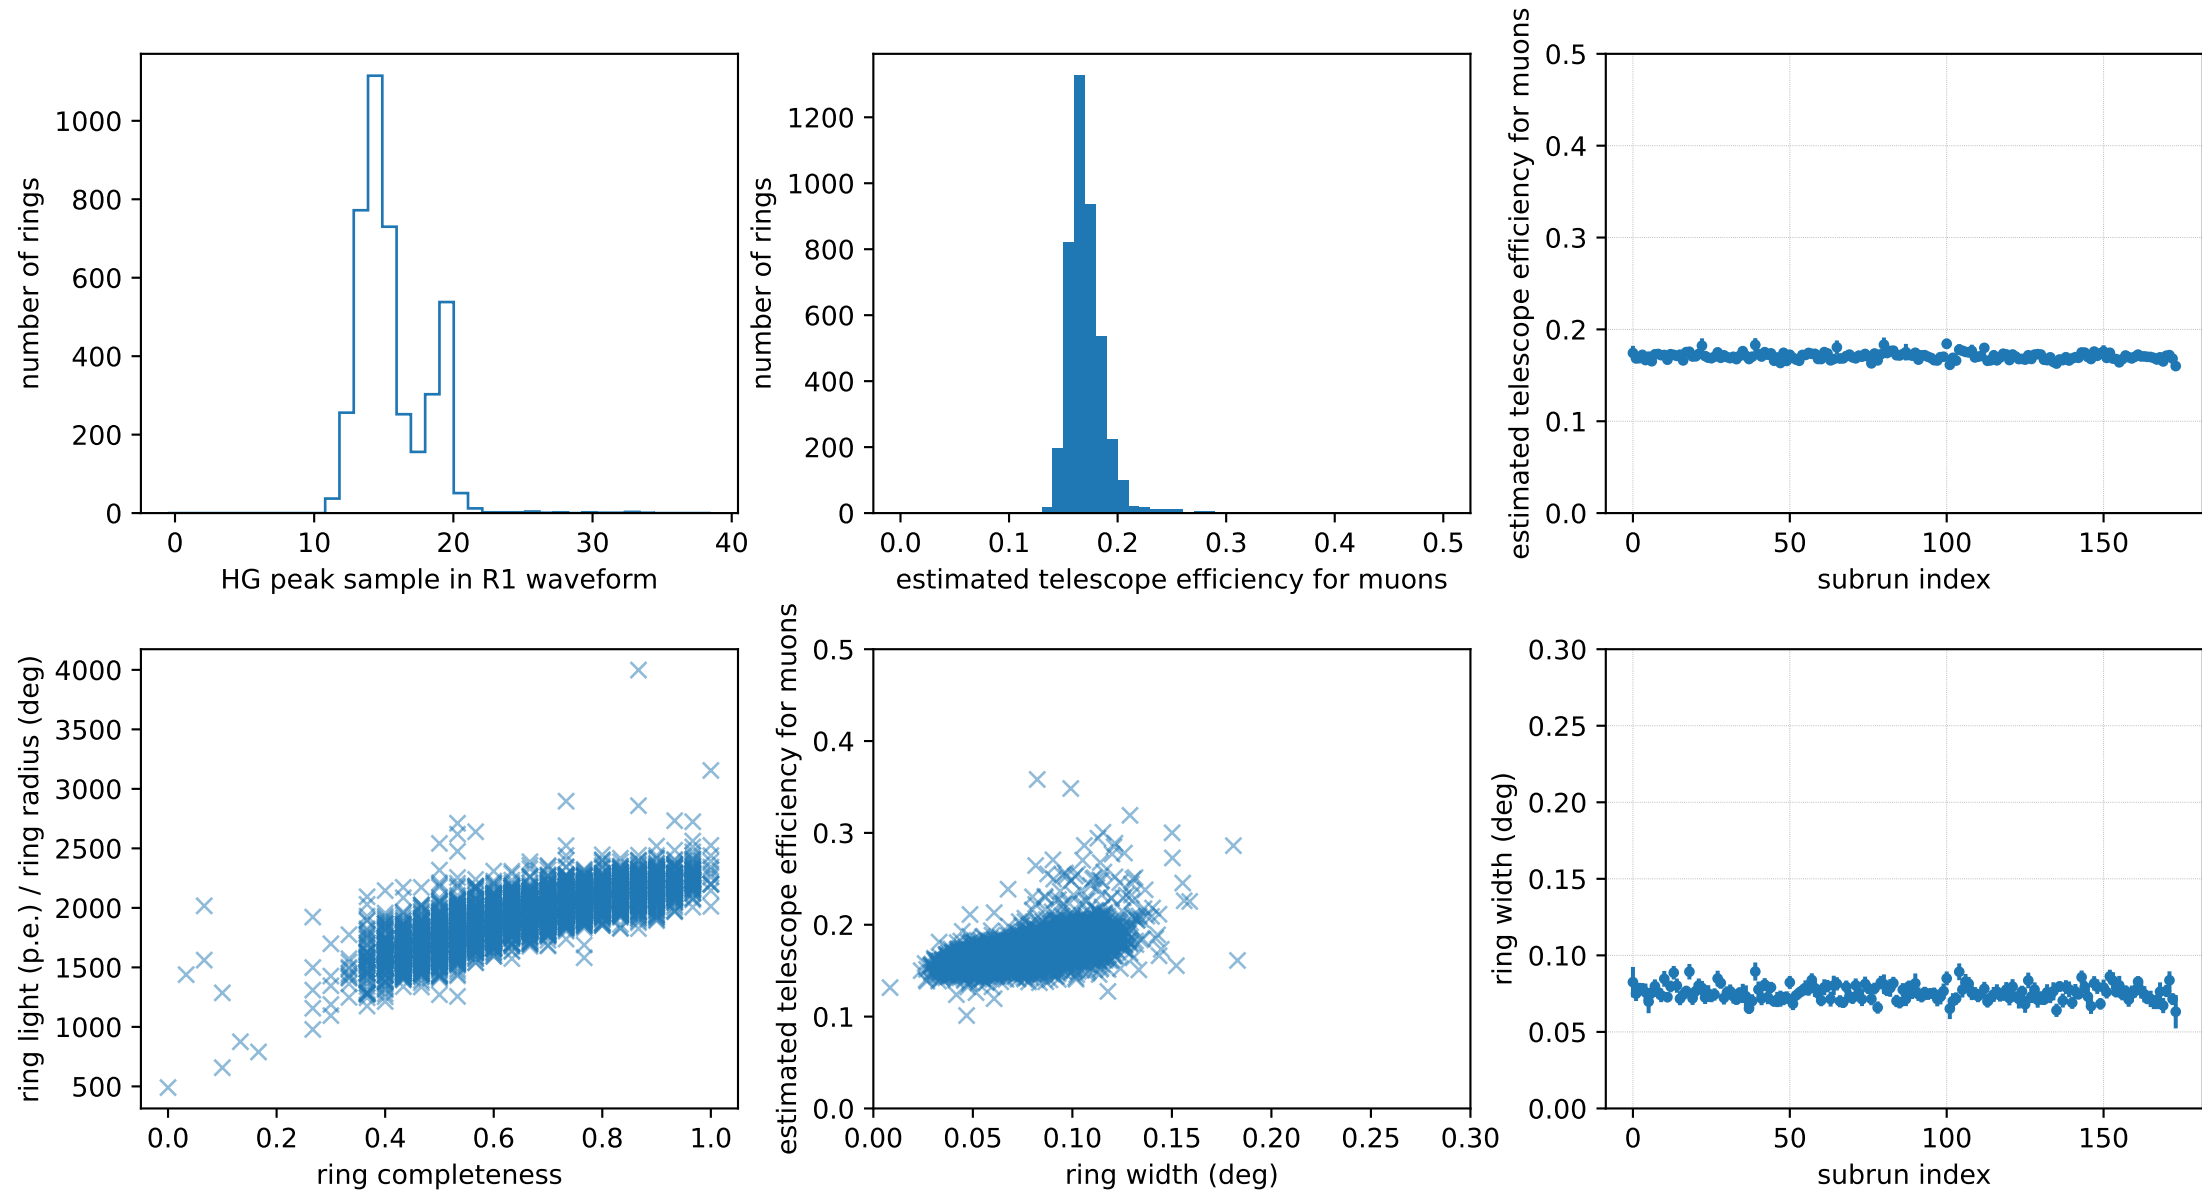 number of rings
1000
800
600
400
200
0
0 10 20 30 40
HG peak sample in R1 waveform
number of rings
1200
1000
800
600
400
200
0
0.0 0.1 0.2 0.3 0.4 0.5
estimated telescope efficiency for muons
estimated telescope efficiency for muons
0.5
0.4
0.3
0.2
0.1
0.0
0 50 100 150
subrun index
ring light (p.e.) / ring radius (deg)
4000
3500
3000
2500
2000
1500
1000
500
0.0 0.2 0.4 0.6 0.8 1.0
ring completeness
estimated telescope efficiency for muons
0.5
0.4
0.3
0.2
0.1
0.0
0.00 0.05 0.10 0.15 0.20 0.25 0.30
ring width (deg)
ring width (deg)
0.30
0.25
0.20
0.15
0.10
0.05
0.00
0 50 100 150
subrun index